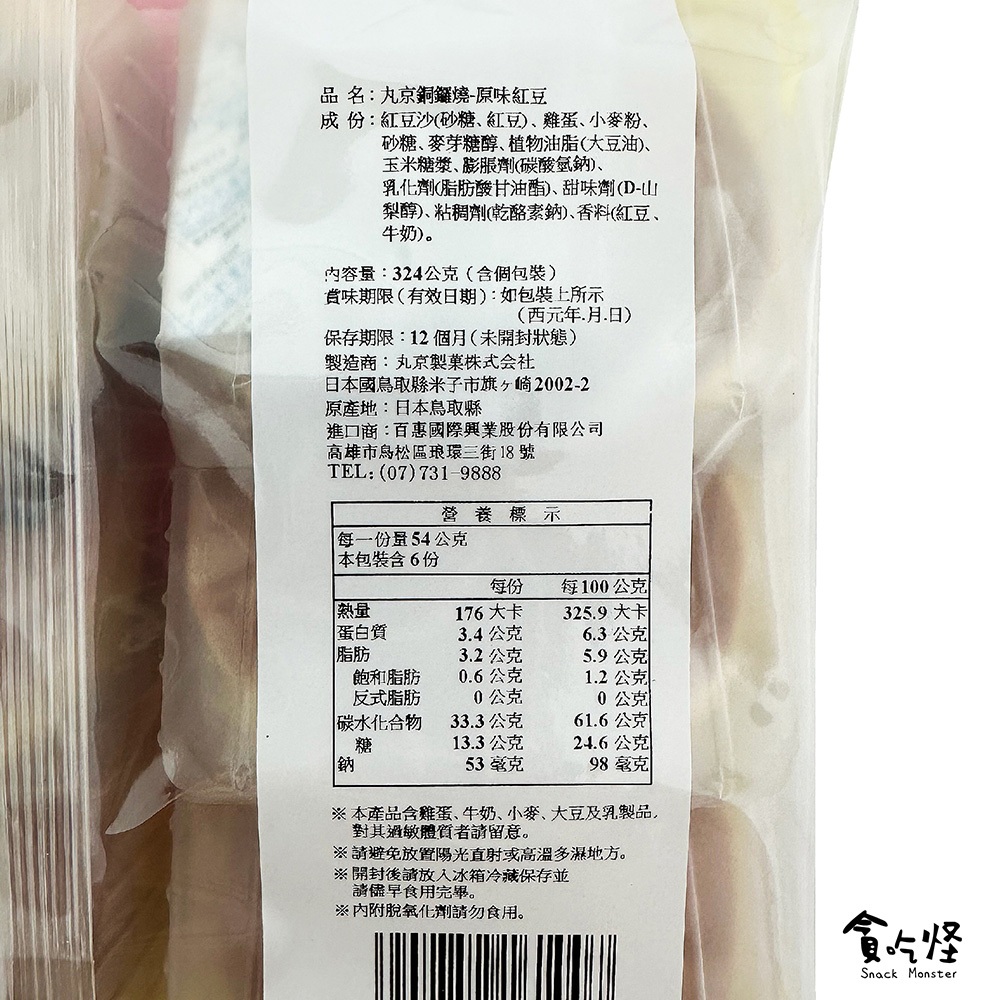 品 名：丸京銅鑼燒-原味紅豆
成 份：紅豆沙(砂糖、紅豆)、雞蛋、小麥粉、
砂糖、麥芽糖醇、植物油脂(大豆油)、
玉米糖漿、膨脹劑(碳酸氫鈉)、
乳化劑(脂肪酸甘油酯)、甜味劑(D-山
梨醇)、粘稠劑(乾酪素鈉)、香料(紅豆、
牛奶)。
內容量：324公克（含個包裝）
賞味期限（有效日期）：如包裝上所示
（西元年.月.日）
保存期限：12 個月（未開封狀態）
製造商：丸京製菓株式会社
日本國鳥取縣米子市旗ヶ崎2002-2
原產地：日本鳥取縣
進口商：百惠國際興業股份有限公司
高雄市鳥松區琅環三街18 號
TEL：(07)731-9888
營 養 標 示
每一份量 54 公克
本包裝含 6 份
每份 每 100 公克
熱量 176 大卡 325.9 大卡
蛋白質 3.4 公克 6.3 公克
脂肪 3.2 公克 5.9 公克
飽和脂肪 0.6 公克 1.2 公克
反式脂肪 0 公克 0 公克
碳水化合物 33.3 公克 61.6 公克
糖 13.3 公克 24.6 公克
鈉 53 毫克 98 毫克
※ 本產品含雞蛋、牛奶、小麥、大豆及乳製品，
對其過敏體質者請留意。
※ 請避免放置陽光直射或高溫多濕地方。
※ 開封後請放入冰箱冷藏保存並
請儘早食用完畢。
※ 內附脫氧化劑請勿食用。
貪吃怪
Snack Monster